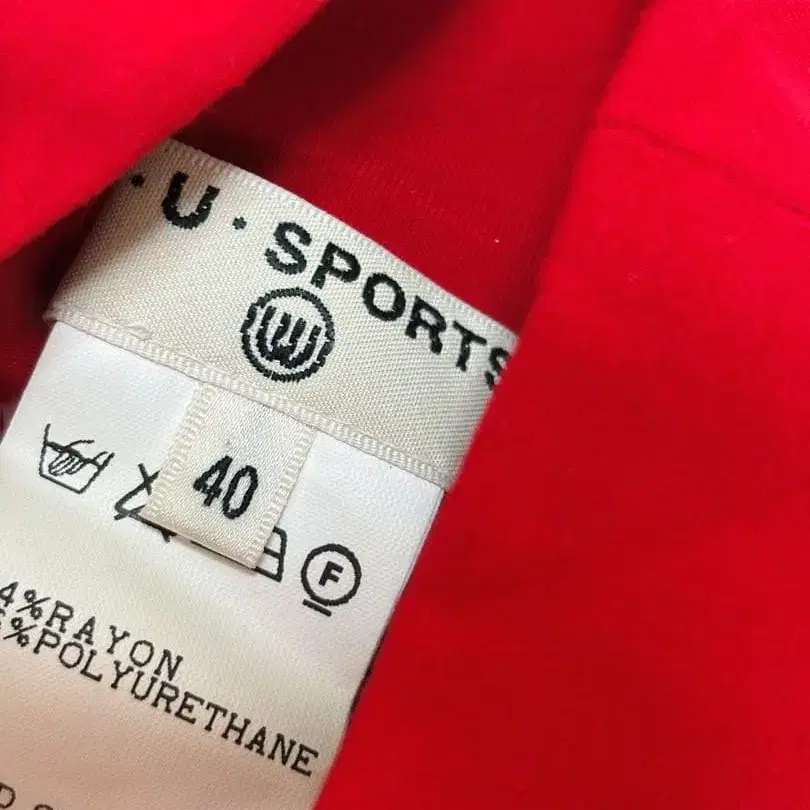 ·U·SPORTS
W
40
F
4%RAYON
%POLYURETHANE